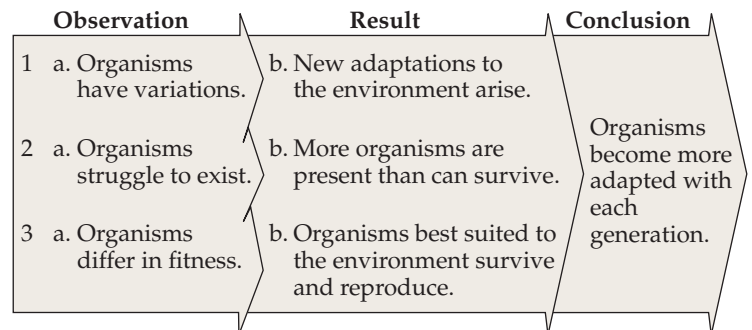 Observation Result Conclusion
1 a. Organisms
have variations.
b. New adaptations to
the environment arise.
2 a. Organisms
struggle to exist.
b. More organisms are
present than can survive.
3 a. Organisms
differ in fitness.
b. Organisms best suited to
the environment survive
and reproduce.
Organisms
become more
adapted with
each
generation.